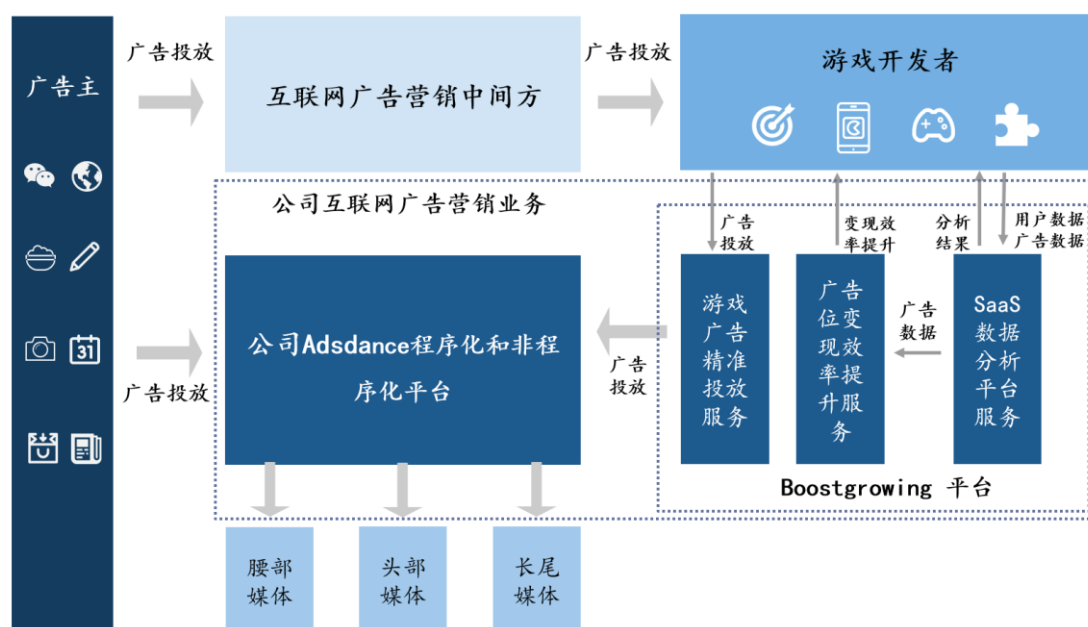 广告主
广告投放
互联网广告营销中间方
广告投放
游戏开发者
公司互联网广告营销业务
广告
投放
变现效
率提升
分析
结果
用户数据
广告数据
广告投放
公司Adsdance程序化和非程
序化平台
广告
投放
游戏
广告
精准
投放
服务
广告
位变
现效
率提
升服
务
广告
数据
SaaS
数据
分析
平台
服务
Boostgrowing 平台
腰部
媒体
头部
媒体
长尾
媒体
31